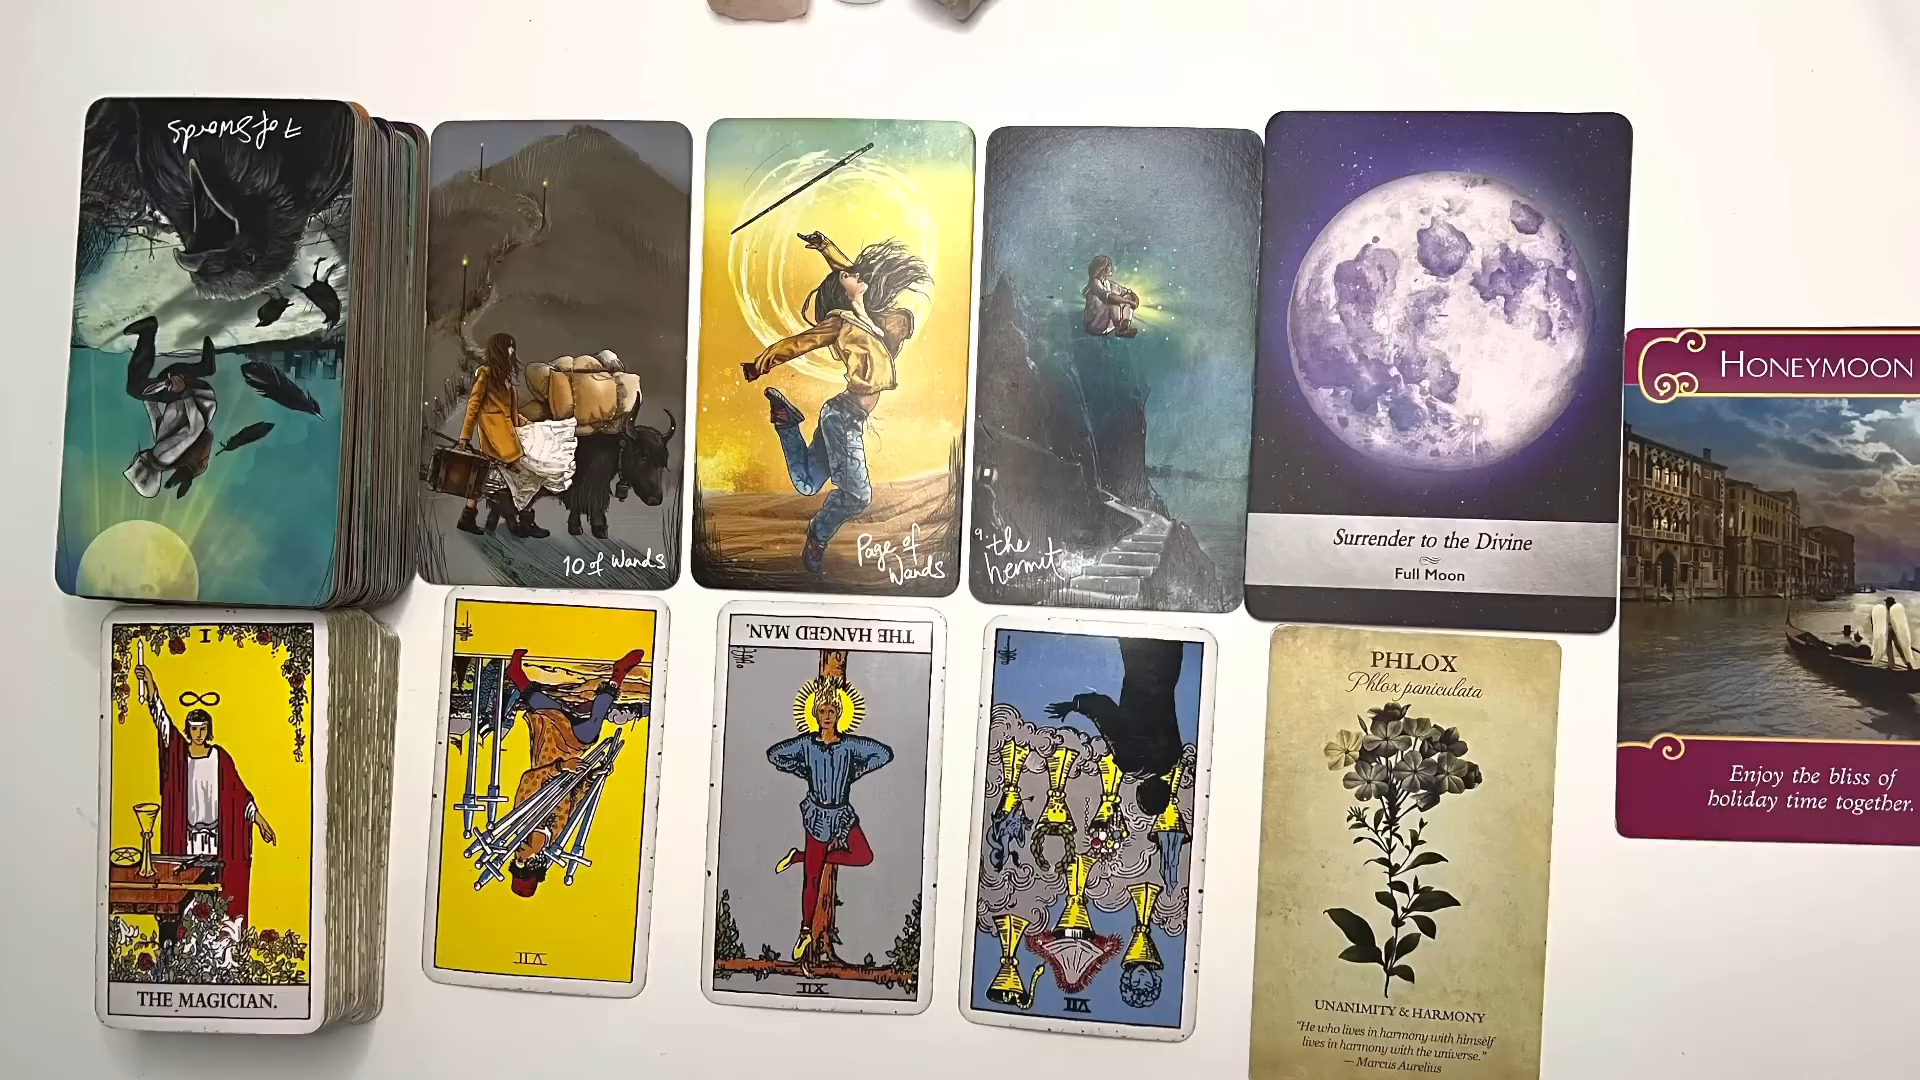 7 of Swords
10 of Wands
Page of
Wands
9. the
hermit
Surrender to the Divine
Full Moon
HONEYMOON
Enjoy the bliss of
holiday time together.
I
THE MAGICIAN.
VII
THE HANGED MAN.
XII
VII
PHLOX
Phlox paniculata
UNANIMITY & HARMONY
"He who lives in harmony with himself
lives in harmony with the universe."
— Marcus Aurelius